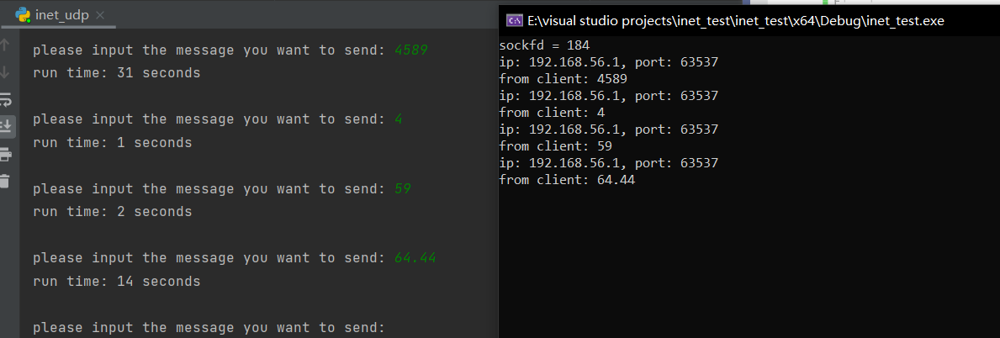 inet_udp
please input the message you want to send: 4589
run time: 31 seconds
please input the message you want to send: 4
run time: 1 seconds
please input the message you want to send: 59
run time: 2 seconds
please input the message you want to send: 64.44
run time: 14 seconds
please input the message you want to send:
E:\visual studio projects\inet_test\inet_test\x64\Debug\inet_test.exe
sockfd = 184
ip: 192.168.56.1, port: 63537
from client: 4589
ip: 192.168.56.1, port: 63537
from client: 4
ip: 192.168.56.1, port: 63537
from client: 59
ip: 192.168.56.1, port: 63537
from client: 64.44